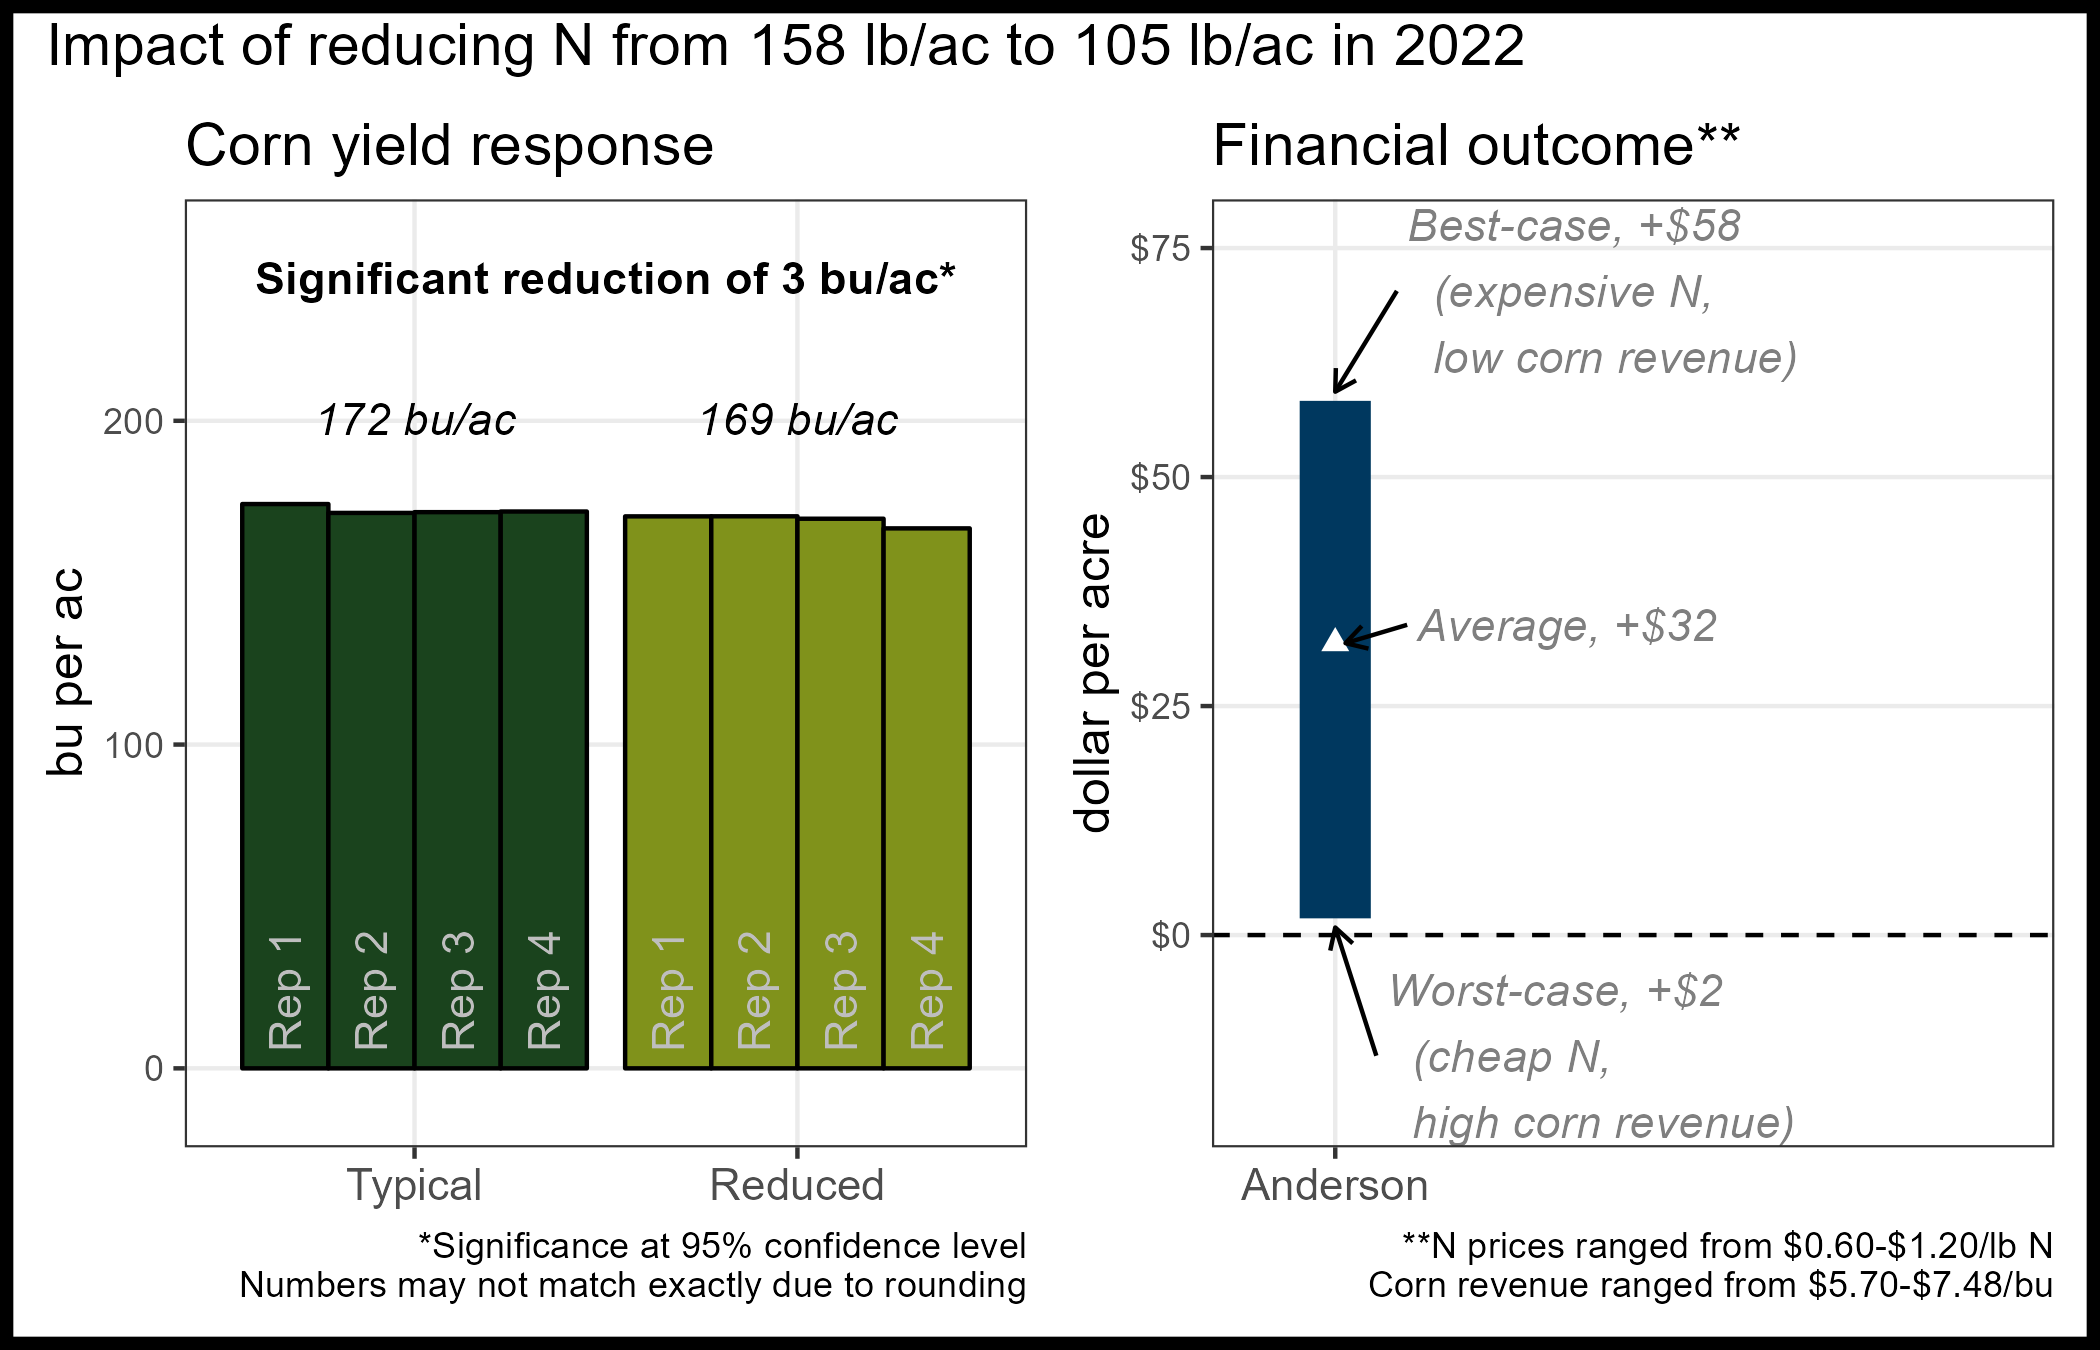 Impact of reducing N from 158 lb/ac to 105 lb/ac in 2022
Corn yield response
Significant reduction of 3 bu/ac*
172 bu/ac
169 bu/ac
bu per ac
200
100
0
Rep 1
Rep 2
Rep 3
Rep 4
Rep 1
Rep 2
Rep 3
Rep 4
Typical
Reduced
*Significance at 95% confidence level
Numbers may not match exactly due to rounding
Financial outcome**
dollar per acre
$75
$50
$25
$0
Best-case, +$58
(expensive N,
low corn revenue)
Average, +$32
Worst-case, +$2
(cheap N,
high corn revenue)
Anderson
**N prices ranged from $0.60-$1.20/lb N
Corn revenue ranged from $5.70-$7.48/bu